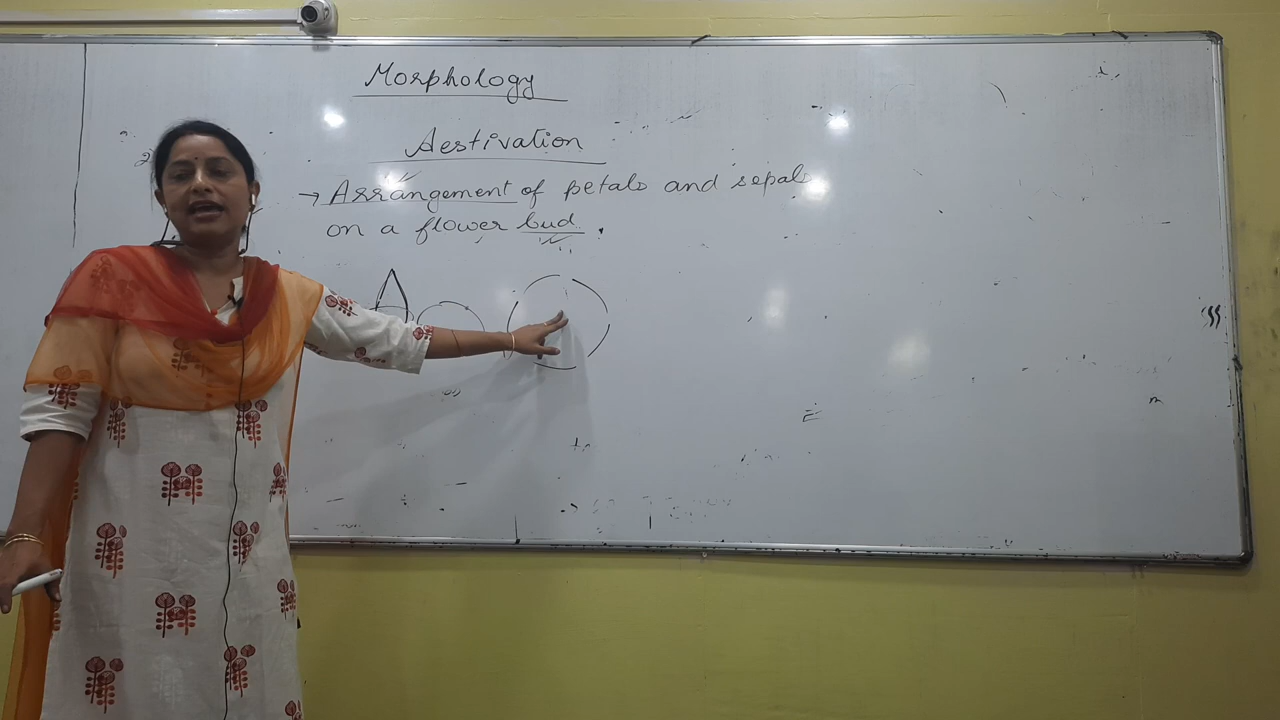 Morphology
Aestivation
→ Arrangement of petals and sepals
on a flower bud.